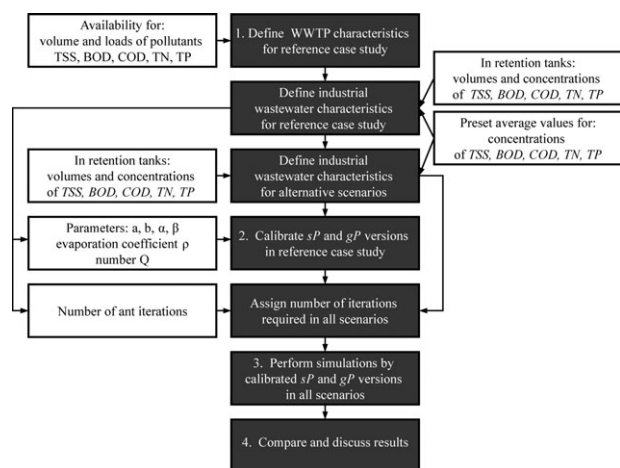 Availability for:
volume and loads of pollutants
TSS, BOD, COD, TN, TP
1. Define WWTP characteristics
for reference case study
In retention tanks:
volumes and concentrations
of TSS, BOD, COD, TN, TP
Define industrial
wastewater characteristics
for reference case study
Preset average values for:
concentrations
of TSS, BOD, COD, TN, TP
In retention tanks:
volumes and concentrations
of TSS, BOD, COD, TN, TP
Define industrial
wastewater characteristics
for alternative scenarios
Parameters: a, b, α, β
evaporation coefficient ρ
number Q
2. Calibrate sP and gP versions
in reference case study
Number of ant iterations
Assign number of iterations
required in all scenarios
3. Perform simulations by
calibrated sP and gP versions
in all scenarios
4. Compare and discuss results